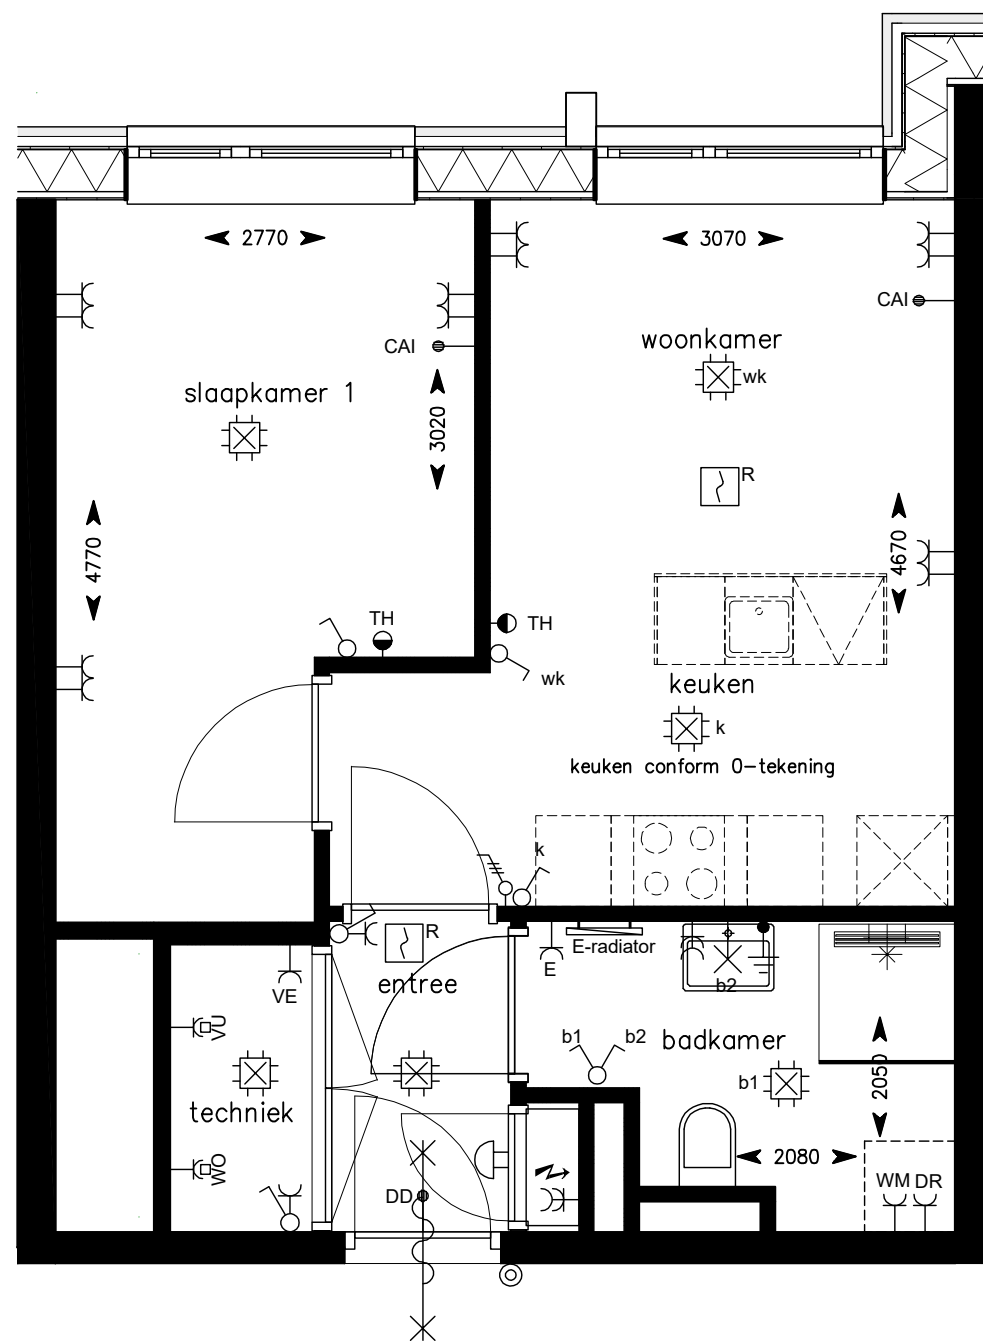 2770
3070
CAI
woonkamer
CAI
wk
slaapkamer 1
3020
R
4770
4670
TH
TH
wk
keuken
k
keuken conform 0-tekening
k
R
E-radiator
E
entree
VE
b2
VU
b1
b2
badkamer
2050
b1
techniek
WO
2080
DD
WM
DR